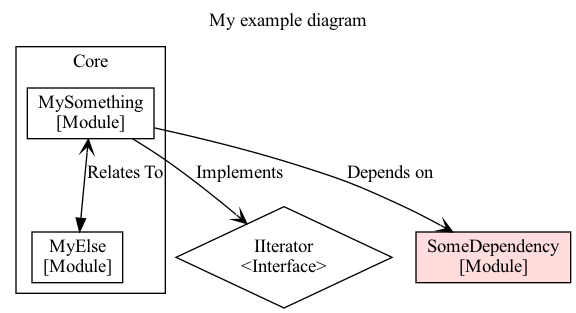 My example diagram
Core
MySomething
[Module]
Relates To
Implements
Depends on
MyElse
[Module]
IIterator
<Interface>
SomeDependency
[Module]